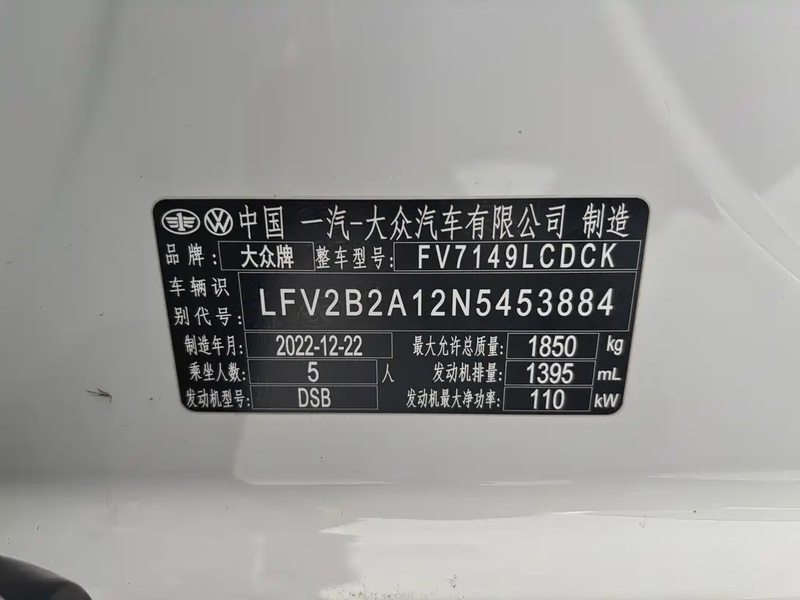 中国 一汽-大众汽车有限公司 制造
品牌: 大众牌 整车型号: FV7149LCDCK
车辆识别代号: LFV2B2A12N5453884
制造年月: 2022-12-22 最大允许总质量: 1850 kg
乘坐人数: 5 人 发动机排量: 1395 mL
发动机型号: DSB 发动机最大净功率: 110 kW